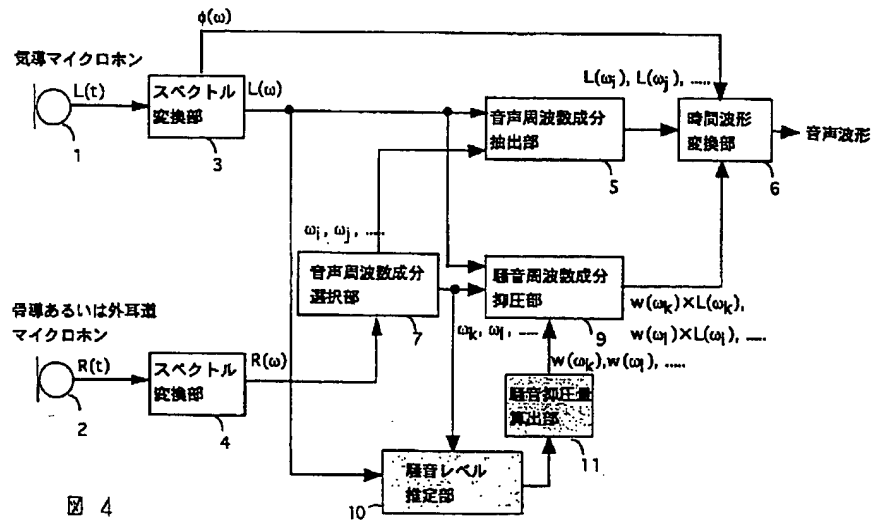 φ(ω)
気導マイクロホン
L(t)
1
スペクトル
変換部
3
L(ω)
L(ωi), L(ωj), .....
音声周波数成分
抽出部
5
時間波形
変換部
6
音声波形
ωi, ωj, .....
音声周波数成分
選択部
7
騒音周波数成分
抑圧部
9
w(ωk)×L(ωk),
w(ωl)×L(ωl), .....
ωk, ωl, .....
w(ωk),w(ωl), .....
骨導あるいは外耳道
マイクロホン
R(t)
2
スペクトル
変換部
4
R(ω)
騒音抑圧量
算出部
11
騒音レベル
推定部
10
図 4